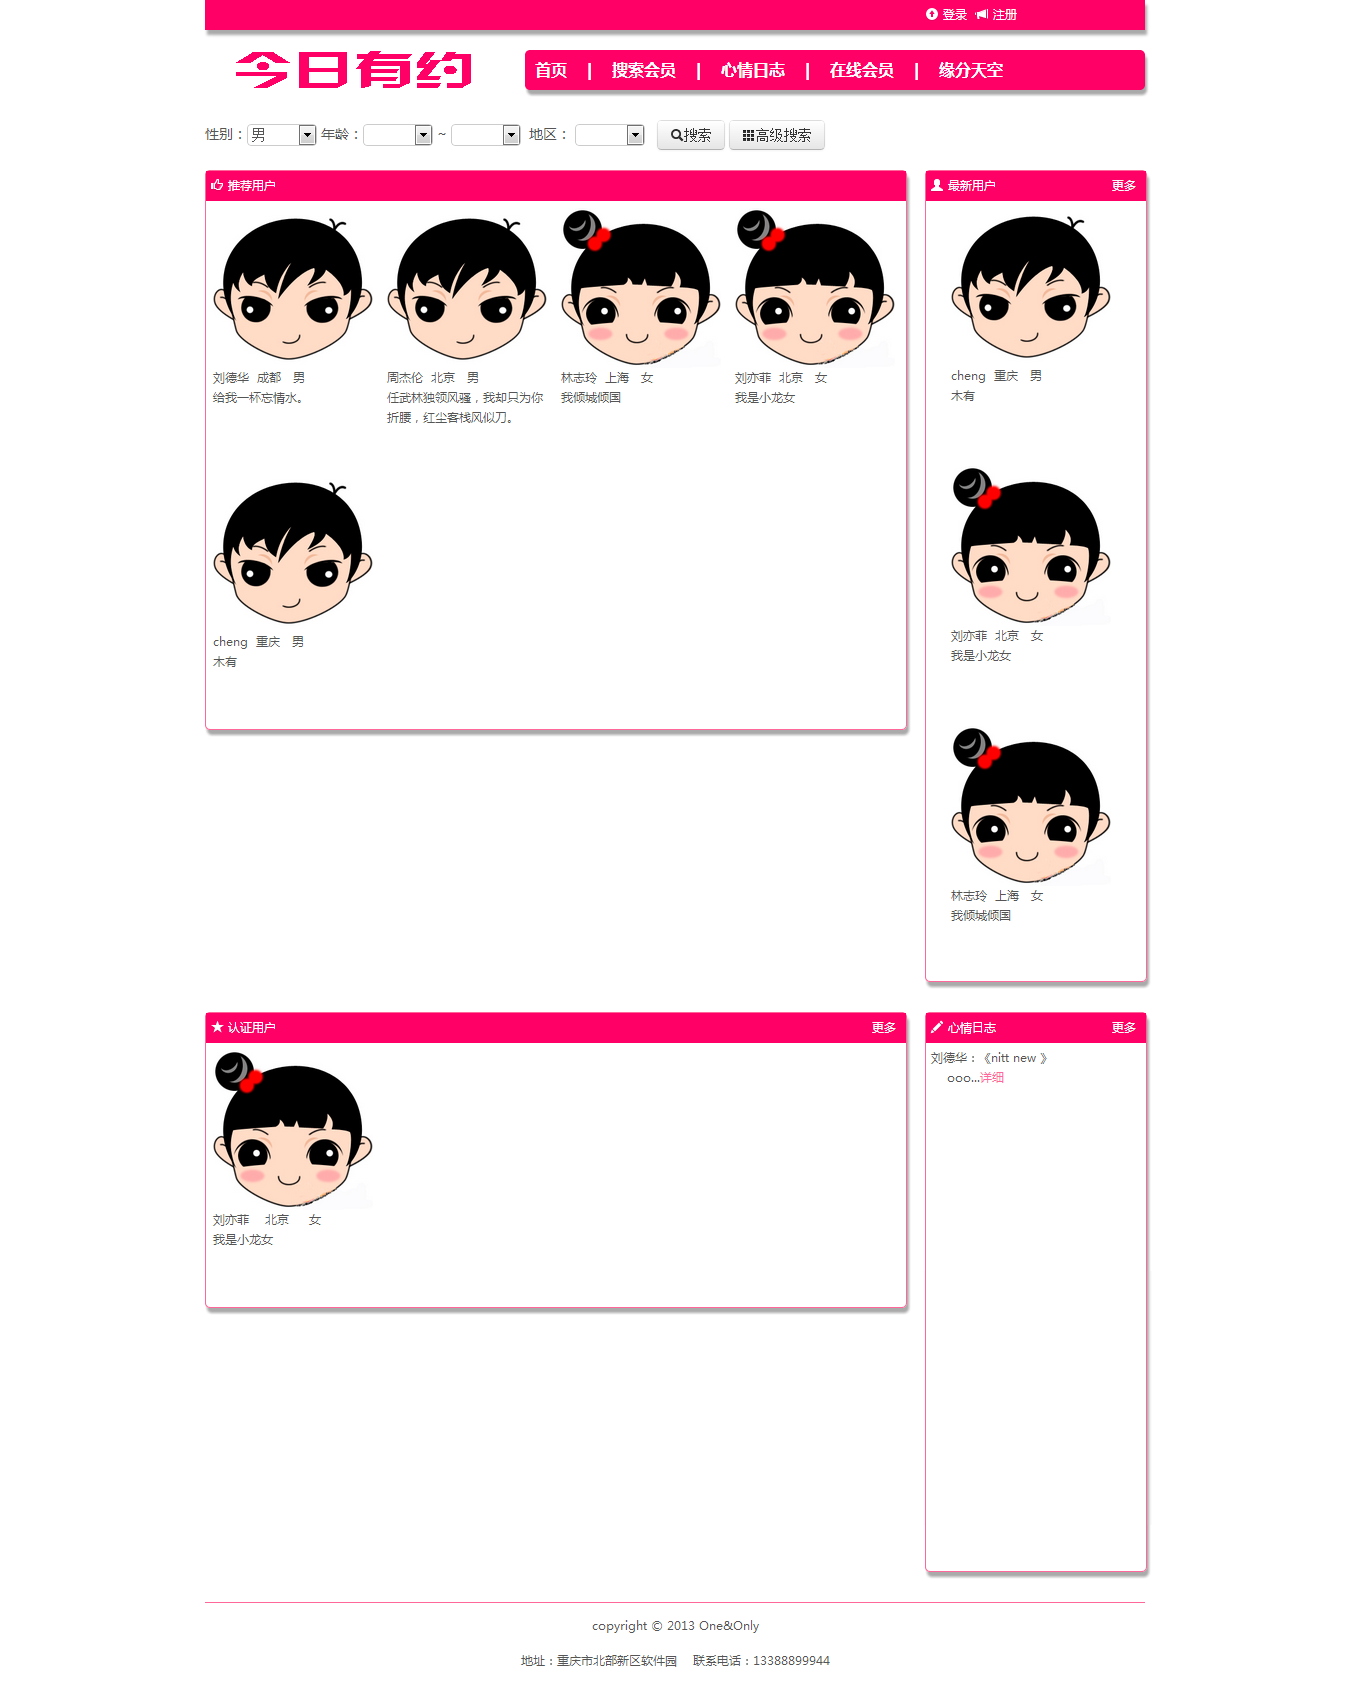 登录 注册
今日有约
首页 | 搜索会员 | 心情日志 | 在线会员 | 缘分天空
性别：男 年龄： ~ 地区： 搜索 高级搜索
推荐用户
刘德华 成都 男
给我一杯忘情水。
周杰伦 北京 男
任武林独领风骚，我却只为你
折腰，红尘客栈风似刀。
林志玲 上海 女
我倾城倾国
刘亦菲 北京 女
我是小龙女
cheng 重庆 男
木有
最新用户 更多
cheng 重庆 男
木有
刘亦菲 北京 女
我是小龙女
林志玲 上海 女
我倾城倾国
认证用户 更多
刘亦菲 北京 女
我是小龙女
心情日志 更多
刘德华：《nitt new 》
ooo...详细
copyright © 2013 One&Only
地址：重庆市北部新区软件园 联系电话：13388899944